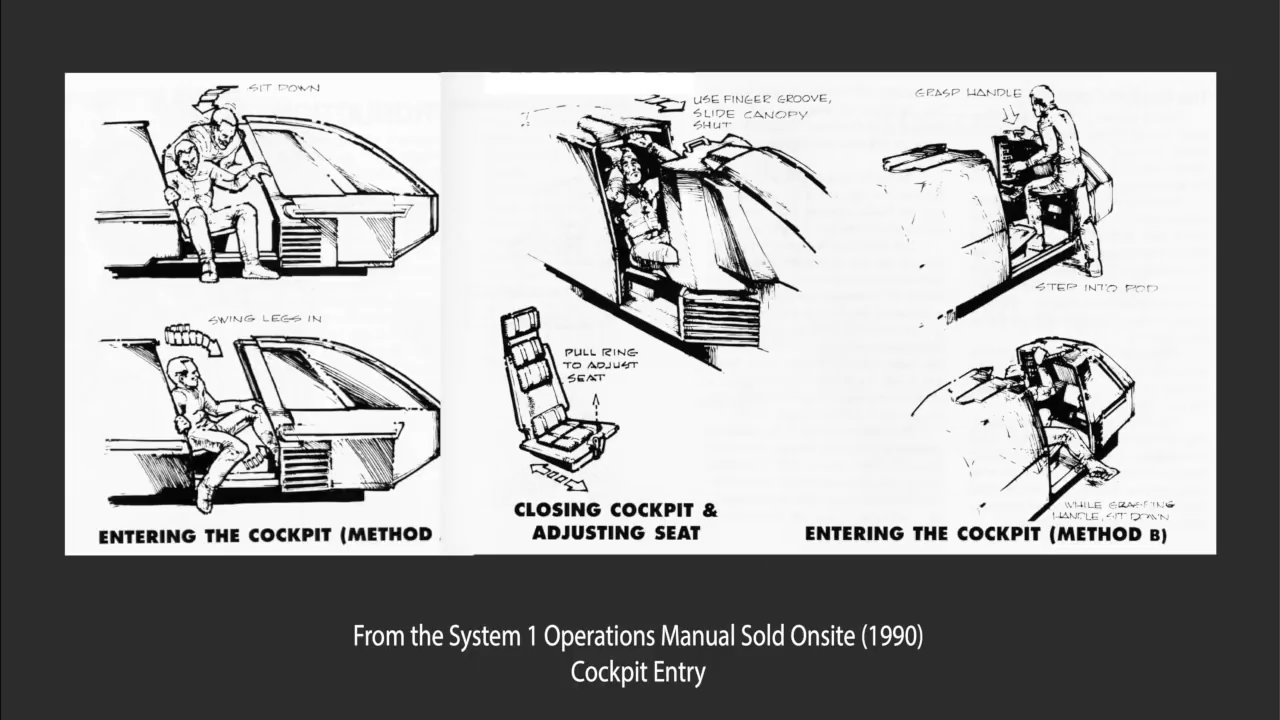 SIT DOWN
SWING LEGS IN
ENTERING THE COCKPIT (METHOD
USE FINGER GROOVE,
SLIDE CANOPY
SHUT
PULL RING
TO ADJUST
SEAT
CLOSING COCKPIT &
ADJUSTING SEAT
GRASP HANDLE
STEP INTO POD
WHILE GRASPING
HANDLE, SIT DOWN
ENTERING THE COCKPIT (METHOD B)
From the System 1 Operations Manual Sold Onsite (1990)
Cockpit Entry